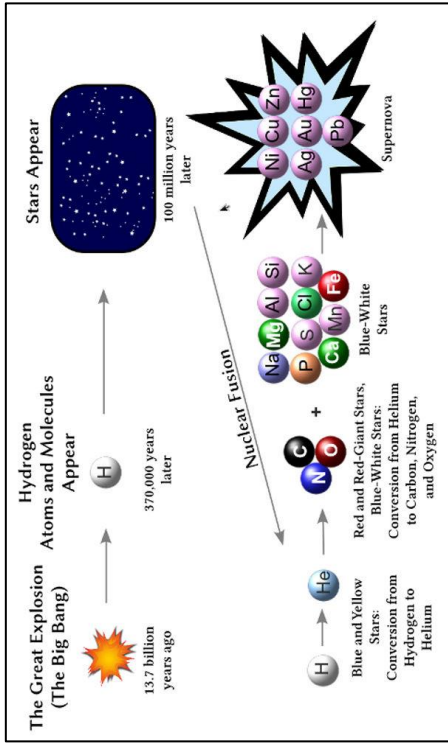 The Great Explosion
(The Big Bang)
13.7 billion
years ago
Hydrogen
Atoms and Molecules
Appear
H
370,000 years
later
Stars Appear
100 million years
later
Nuclear Fusion
H
He
Blue and Yellow
Stars:
Conversion from
Hydrogen to
Helium
C
N
O
Red and Red-Giant Stars,
Blue-White Stars:
Conversion from Helium
to Carbon, Nitrogen,
and Oxygen
+
Na Mg Al Si
P S Cl K
Ca Mn Fe
Blue-White
Stars
Ni Cu Zn
Ag Au Hg
Pb
Supernova